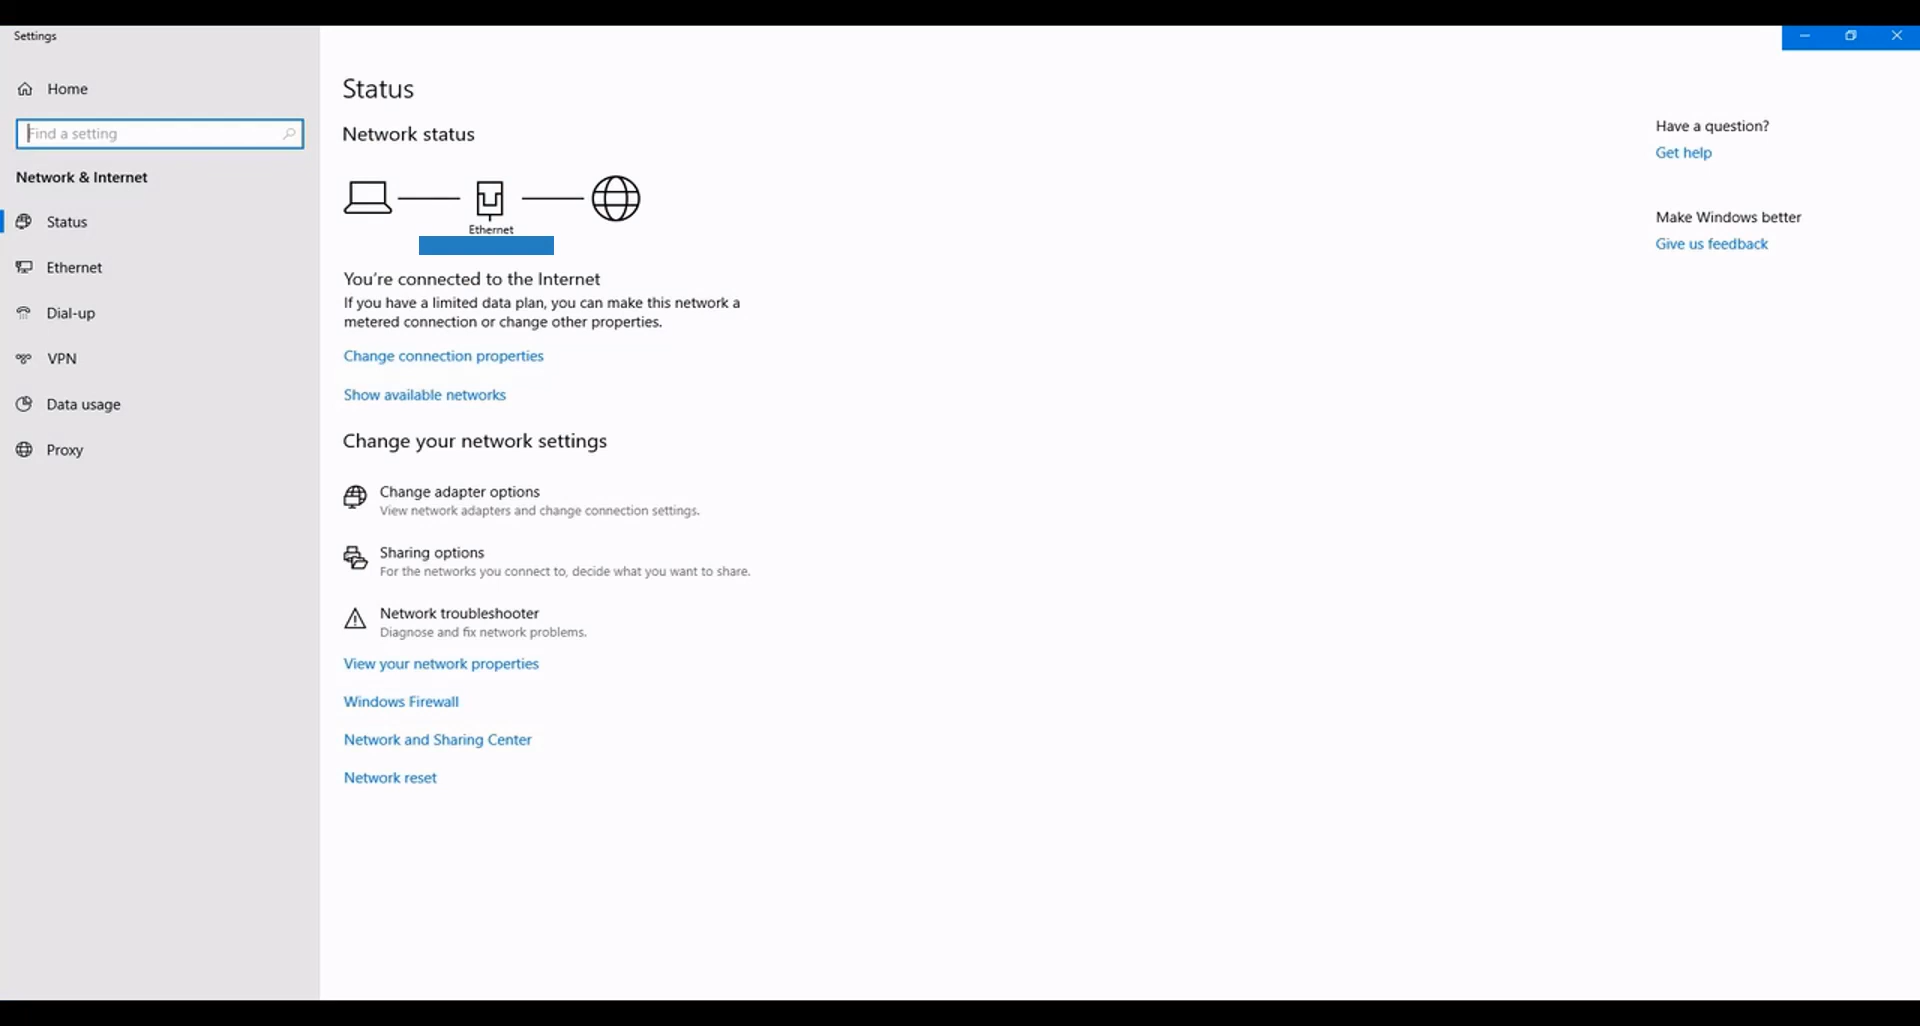 Settings
Home
Find a setting
Network & Internet
Status
Ethernet
Dial-up
VPN
Data usage
Proxy
Status
Network status
Ethernet
You're connected to the Internet
If you have a limited data plan, you can make this network a
metered connection or change other properties.
Change connection properties
Show available networks
Change your network settings
Change adapter options
View network adapters and change connection settings.
Sharing options
For the networks you connect to, decide what you want to share.
Network troubleshooter
Diagnose and fix network problems.
View your network properties
Windows Firewall
Network and Sharing Center
Network reset
Have a question?
Get help
Make Windows better
Give us feedback